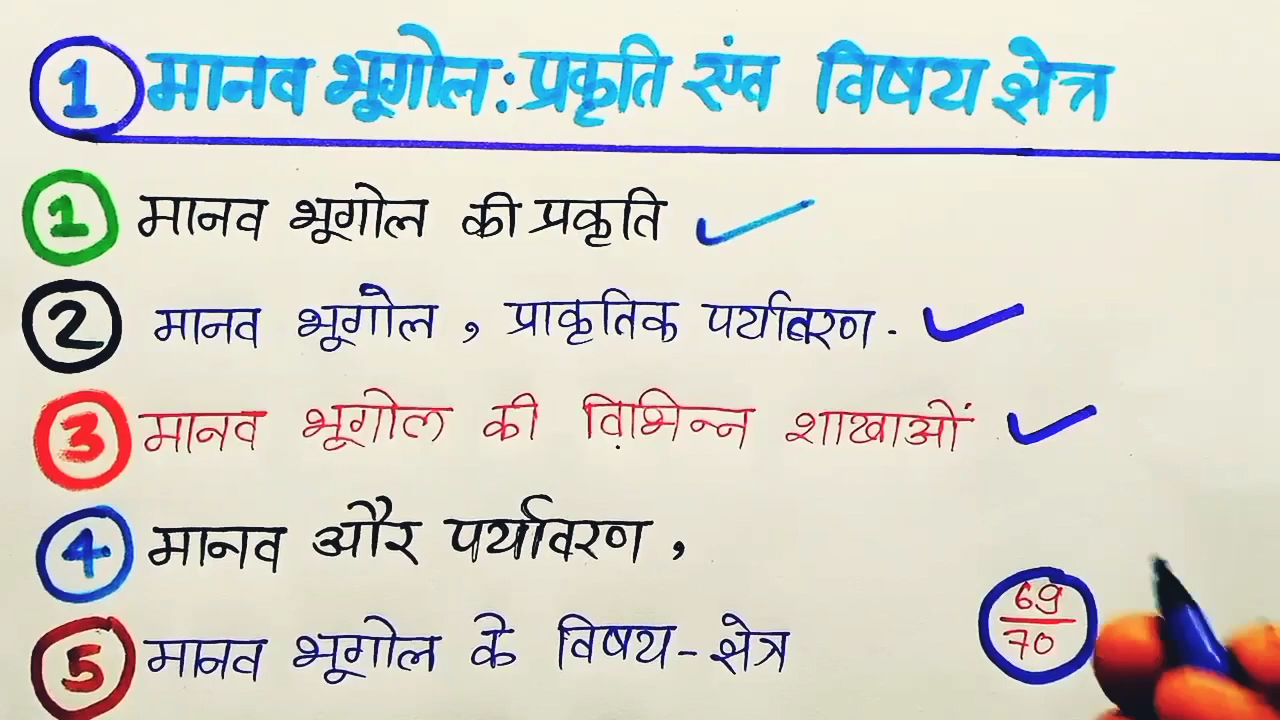 1 मानव भूगोल: प्रकृति एंव विषय क्षेत्र
1 मानव भूगोल की प्रकृति
2 मानव भूगोल, प्राकृतिक पर्यावरण.
3 मानव भूगोल की विभिन्न शाखाओं
4 मानव और पर्यावरण,
5 मानव भूगोल के विषय-क्षेत्र
69
70